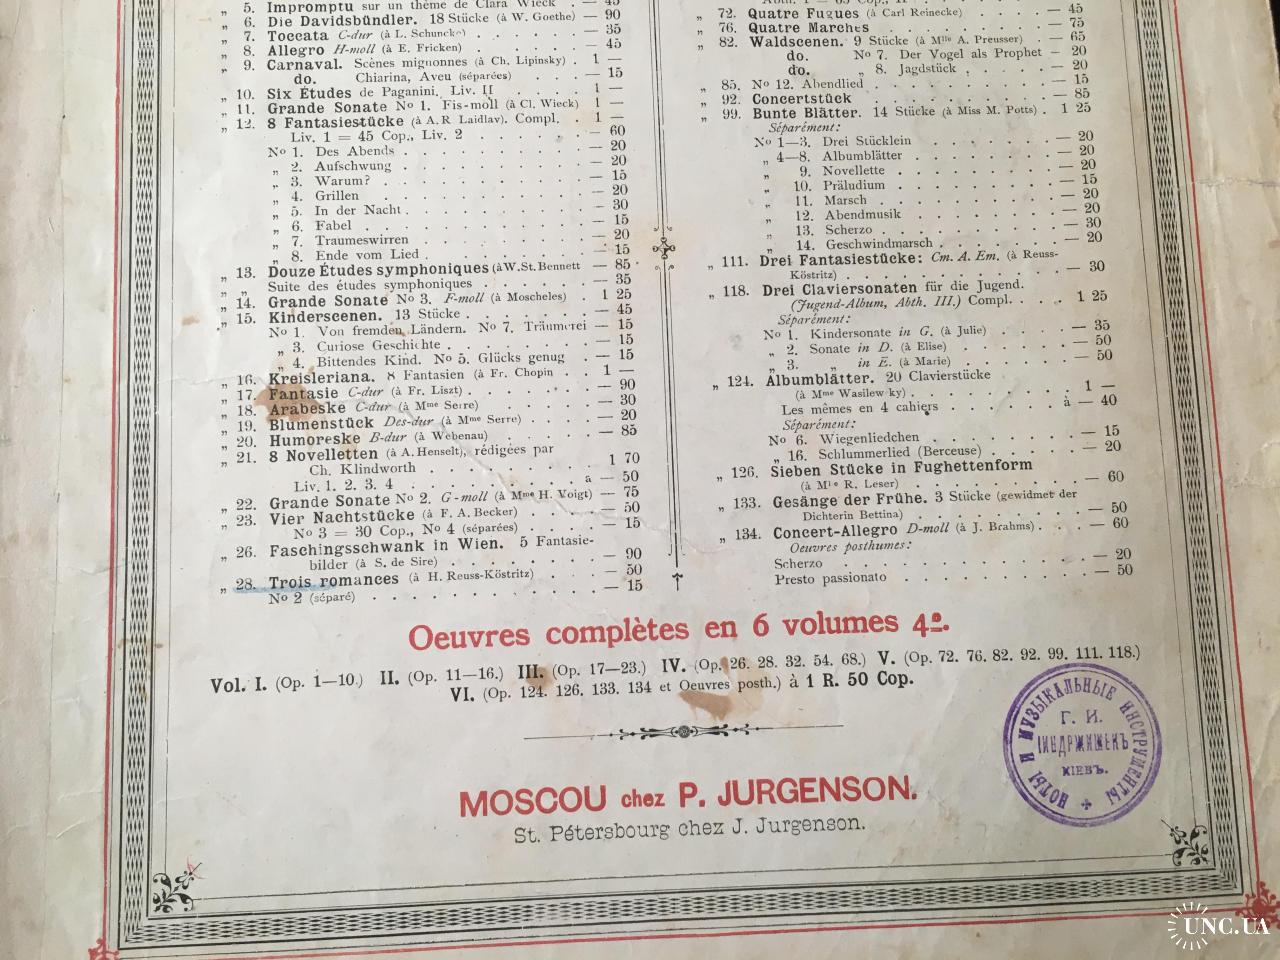 „ 5. Impromptu sur un thème de Clara Wieck . — 45
„ 6. Die Davidsbündler. 18 Stücke (à W. Goethe) — 90
„ 7. Toccata C-dur (à L. Schuncke) . . . . . . — 35
„ 8. Allegro H-moll (à E. Fricken) . . . . . . — 45
„ 9. Carnaval. Scènes mignonnes (à Ch. Lipinsky) . 1 —
do. Chiarina, Aveu (séparées) . . . — 15
„ 10. Six Études de Paganini. Liv. II . . . . . 1 —
„ 11. Grande Sonate No 1. Fis-moll (à Cl. Wieck) 1 —
„ 12. 8 Fantasiestücke (à A. R Laidlav). Compl. . 1 —
Liv. 1 = 45 Cop., Liv. 2 . . . . . . — 60
No 1. Des Abends . . . . . . . . . — 20
„ 2. Aufschwung . . . . . . . . . — 20
„ 3. Warum? . . . . . . . . . . — 15
„ 4. Grillen . . . . . . . . . . — 20
„ 5. In der Nacht . . . . . . . . . — 30
„ 6. Fabel . . . . . . . . . . — 15
„ 7. Traumeswirren . . . . . . . . — 20
„ 8. Ende vom Lied . . . . . . . . — 15
„ 13. Douze Études symphoniques (à W. St. Bennett — 85
„ „ Suite des études symphoniques . . . . . . — 35
„ 14. Grande Sonate No 3. F-moll (à Moscheles) . 1 25
„ 15. Kinderscenen. 13 Stücke . . . . . . . — 45
No 1. Von fremden Ländern. No 7. Träumerei — 15
„ 3. Curiose Geschichte . . . . . . . — 15
„ 4. Bittendes Kind. No 5. Glücks genug . — 15
„ 16. Kreisleriana. 8 Fantasien (à Fr. Chopin . . 1 —
„ 17. Fantasie C-dur (à Fr. Liszt) . . . . . . — 90
„ 18. Arabeske C-dur (à Mme Serre) . . . . . — 30
„ 19. Blumenstück Des-dur (à Mme Serre) . . . . — 20
„ 20. Humoreske B-dur (à Webenau) . . . . . — 85
„ 21. 8 Novelletten (à A. Henselt), rédigées par
Ch. Klindworth . . . . . . . . . 1 70
Liv. 1. 2. 3. 4 . . . . . . . . . à — 50
„ 22. Grande Sonate No 2. G-moll (à Mme H. Voigt) — 75
„ 23. Vier Nachtstücke (à F. A. Becker) . . . . — 50
No 3 = 30 Cop., No 4 (séparées) . . . . — 15
„ 26. Faschingsschwank in Wien. 5 Fantasie-
bilder (à S. de Sire) . . . . . . . . — 90
„ 28. Trois romances (à H. Reuss-Köstritz) . . . . — 50
No 2 (séparé) . . . . . . . . . . — 15
„ 72. Quatre Fugues (à Carl Reinecke) . . . . — 45
„ 76. Quatre Marches . . . . . . . . . — 75
„ 82. Waldscenen. 9 Stücke (à Mlle A. Preusser) . — 65
do. No 7. Der Vogel als Prophet — 20
do. „ 8. Jagdstück . . . . . — 20
„ 85. No 12. Abendlied . . . . . . . . . — 15
„ 92. Concertstück . . . . . . . . . . — 85
„ 99. Bunte Blätter. 14 Stücke (à Miss M. Potts) . 1 25
Séparément:
No 1—3. Drei Stücklein . . . . . . . — 20
„ 4—8. Albumblätter . . . . . . . — 20
„ 9. Novellette . . . . . . . . — 20
„ 10. Präludium . . . . . . . . — 15
„ 11. Marsch . . . . . . . . . — 20
„ 12. Abendmusik . . . . . . . — 20
„ 13. Scherzo . . . . . . . . . — 30
„ 14. Geschwindmarsch . . . . . . — 20
„ 111. Drei Fantasiestücke: Cm. A. Em. (à Reuss-
Köstritz) . . . . . . . . . . . — 30
„ 118. Drei Claviersonaten für die Jugend.
(Jugend-Album, Abth. III.) Compl. . . . . 1 25
Séparément:
No 1. Kindersonate in G. (à Julie) . . . . — 35
„ 2. Sonate in D. (à Elise) . . . . . . — 50
„ 3. „ in E. (à Marie) . . . . . . — 50
„ 124. Albumblätter. 20 Clavierstücke
(à Mme Wasilew ky) . . . . . . . . 1 —
Les mèmes en 4 cahiers . . . . . . . à — 40
Séparément:
No 6. Wiegenliedchen . . . . . . . . — 15
„ 16. Schlummerlied (Berceuse) . . . . . — 20
„ 126. Sieben Stücke in Fughettenform
(à Mle R. Leser) . . . . . . . . . — 60
„ 133. Gesänge der Frühe. 3 Stücke (gewidmet der
Dichterin Bettina) . . . . . . . . . — 50
„ 134. Concert-Allegro D-moll (à J. Brahms) . . . — 60
Oeuvres posthumes:
Scherzo . . . . . . . . . . . . — 20
Presto passionato . . . . . . . . . — 50
Oeuvres complètes en 6 volumes 4º.
Vol. I. (Op. 1—10.) II. (Op. 11—16.) III. (Op. 17—23.) IV. (Op. 26. 28. 32. 54. 68.) V. (Op. 72. 76. 82. 92. 99. 111. 118.)
VI. (Op. 124. 126. 133. 134 et Oeuvres posth.) à 1 R. 50 Cop.
MOSCOU chez P. JURGENSON.
St. Pétersbourg chez J. Jurgenson.
НОТЫ И МУЗЫКАЛЬНЫЕ ИНСТРУМЕНТЫ
Г. И.
ІИНДРЖИШЕКЪ
КІЕВЪ.
UNC.UA